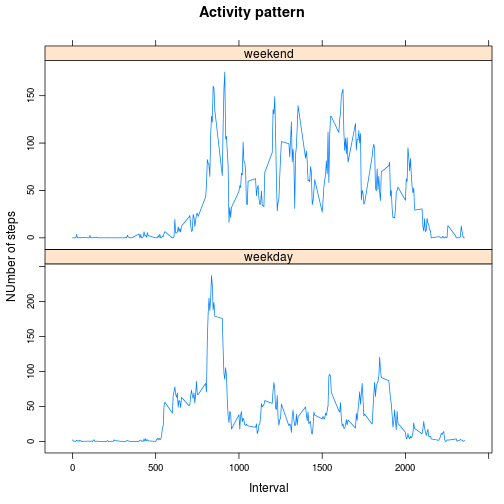 Activity pattern
weekend
0 50 100 150
weekday
0 50 100 150 200
NUmber of steps
0 500 1000 1500 2000
Interval